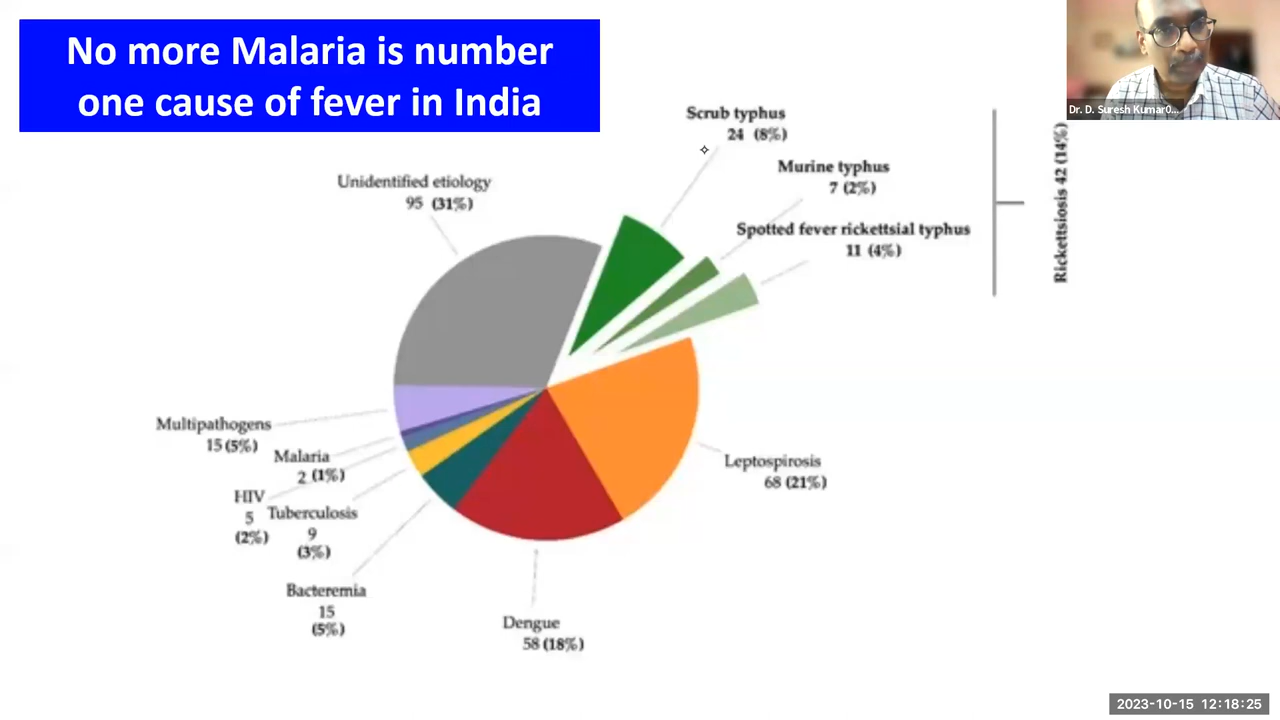 No more Malaria is number
one cause of fever in India
Dr. D. Suresh Kumar0...
Scrub typhus
24 (8%)
Murine typhus
7 (2%)
Spotted fever rickettsial typhus
11 (4%)
Rickettsiosis 42 (14%)
Unidentified etiology
95 (31%)
Multipathogens
15 (5%)
Malaria
2 (1%)
HIV
5
(2%)
Tuberculosis
9
(3%)
Bacteremia
15
(5%)
Dengue
58 (18%)
Leptospirosis
68 (21%)
2023-10-15 12:18:25